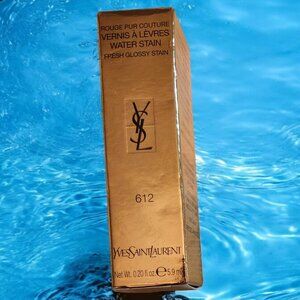 ROUGE PUR COUTURE
VERNIS À LÈVRES
WATER STAIN
FRESH GLOSSY STAIN
YSL
612
YVESSAINTLAURENT
Net Wt. 0.20 fl.oz e 5.9 m